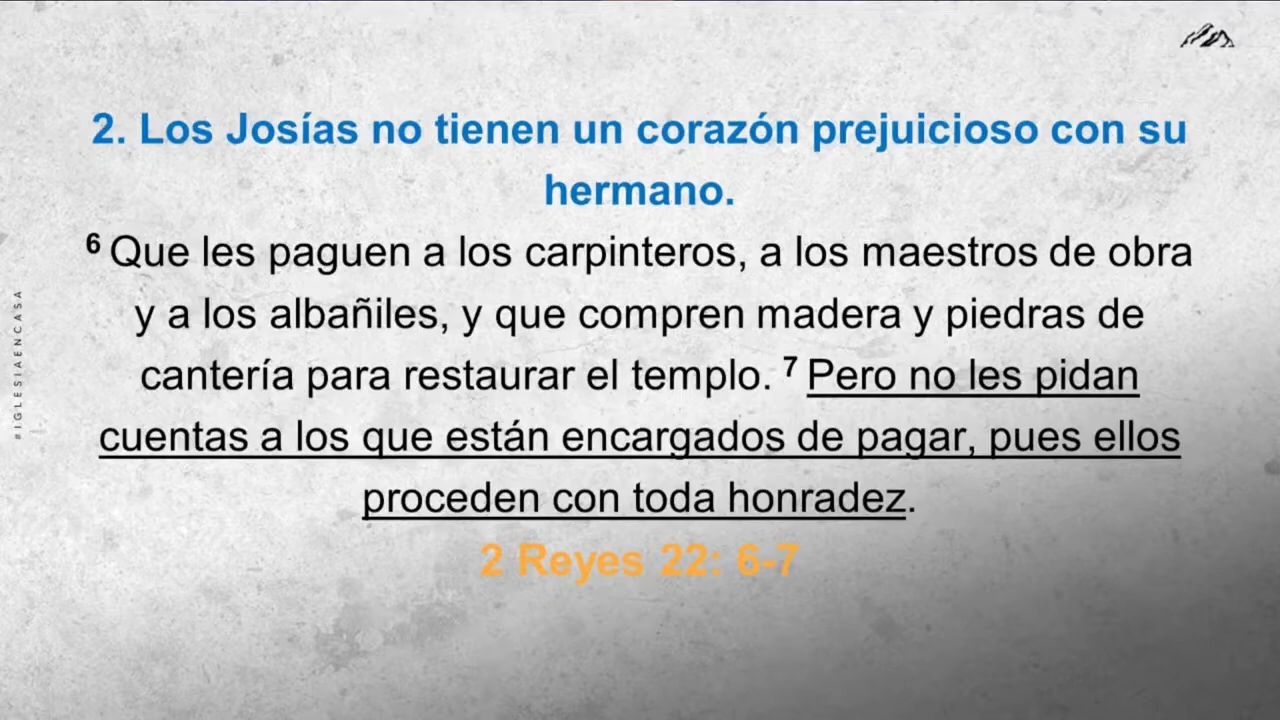 2. Los Josías no tienen un corazón prejuicioso con su
hermano.
6 Que les paguen a los carpinteros, a los maestros de obra
y a los albañiles, y que compren madera y piedras de
cantería para restaurar el templo. 7 Pero no les pidan
cuentas a los que están encargados de pagar, pues ellos
proceden con toda honradez.
2 Reyes 22: 6-7
#IGLESIAENCASA